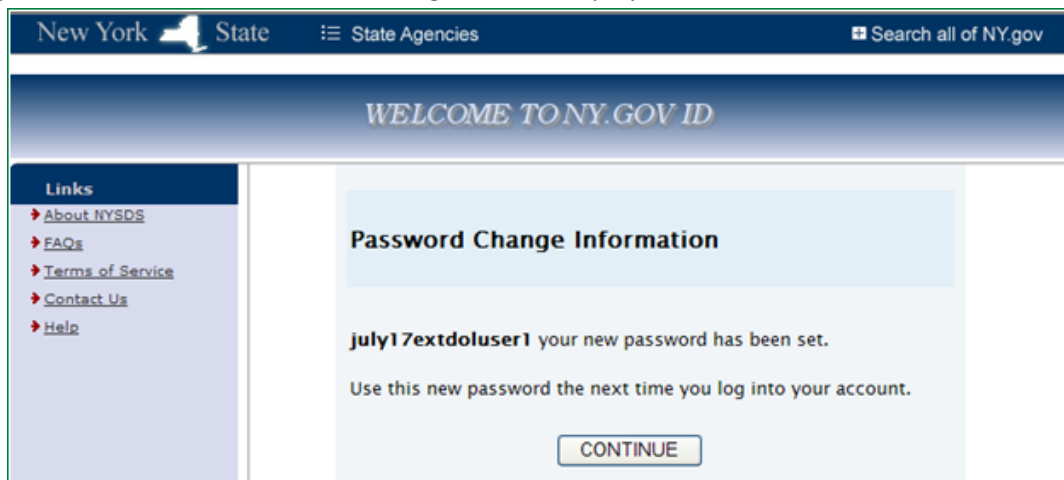 New York State
State Agencies
Search all of NY.gov
WELCOME TO NY.GOV ID
Links
About NYSDS
FAQs
Terms of Service
Contact Us
Help
Password Change Information
july17extdoluser1 your new password has been set.
Use this new password the next time you log into your account.
CONTINUE